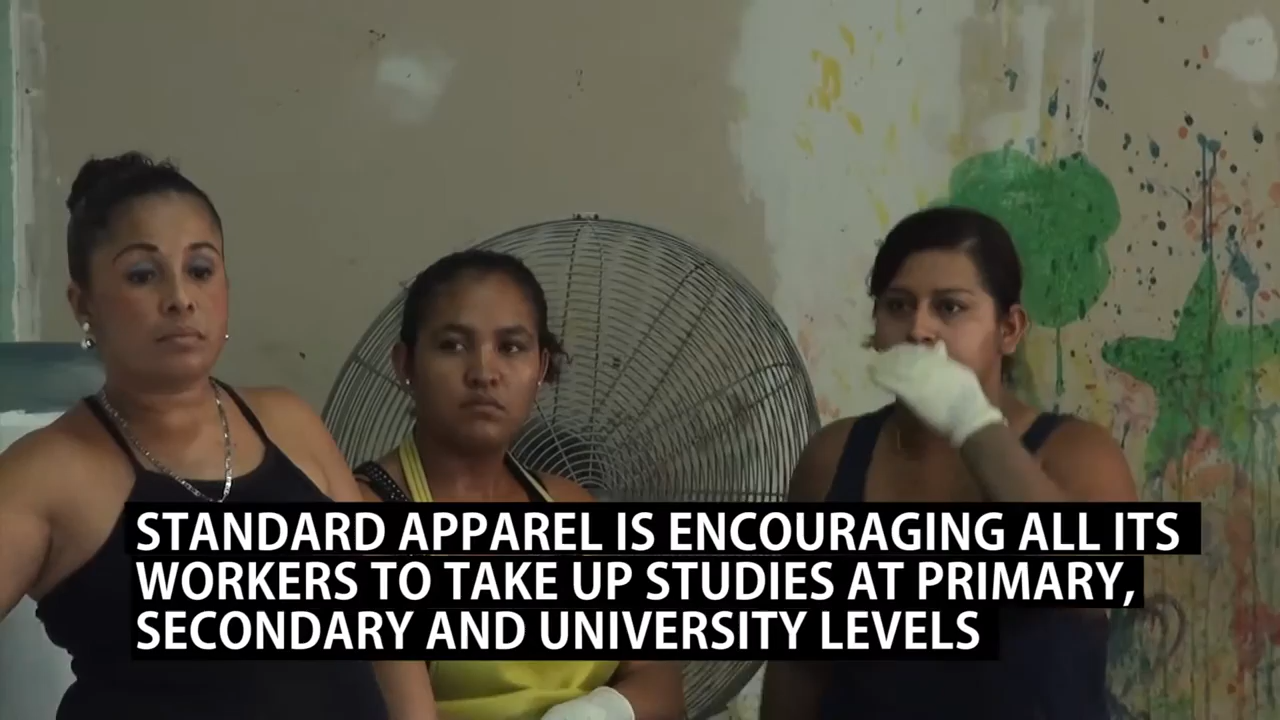 STANDARD APPAREL IS ENCOURAGING ALL ITS
WORKERS TO TAKE UP STUDIES AT PRIMARY,
SECONDARY AND UNIVERSITY LEVELS